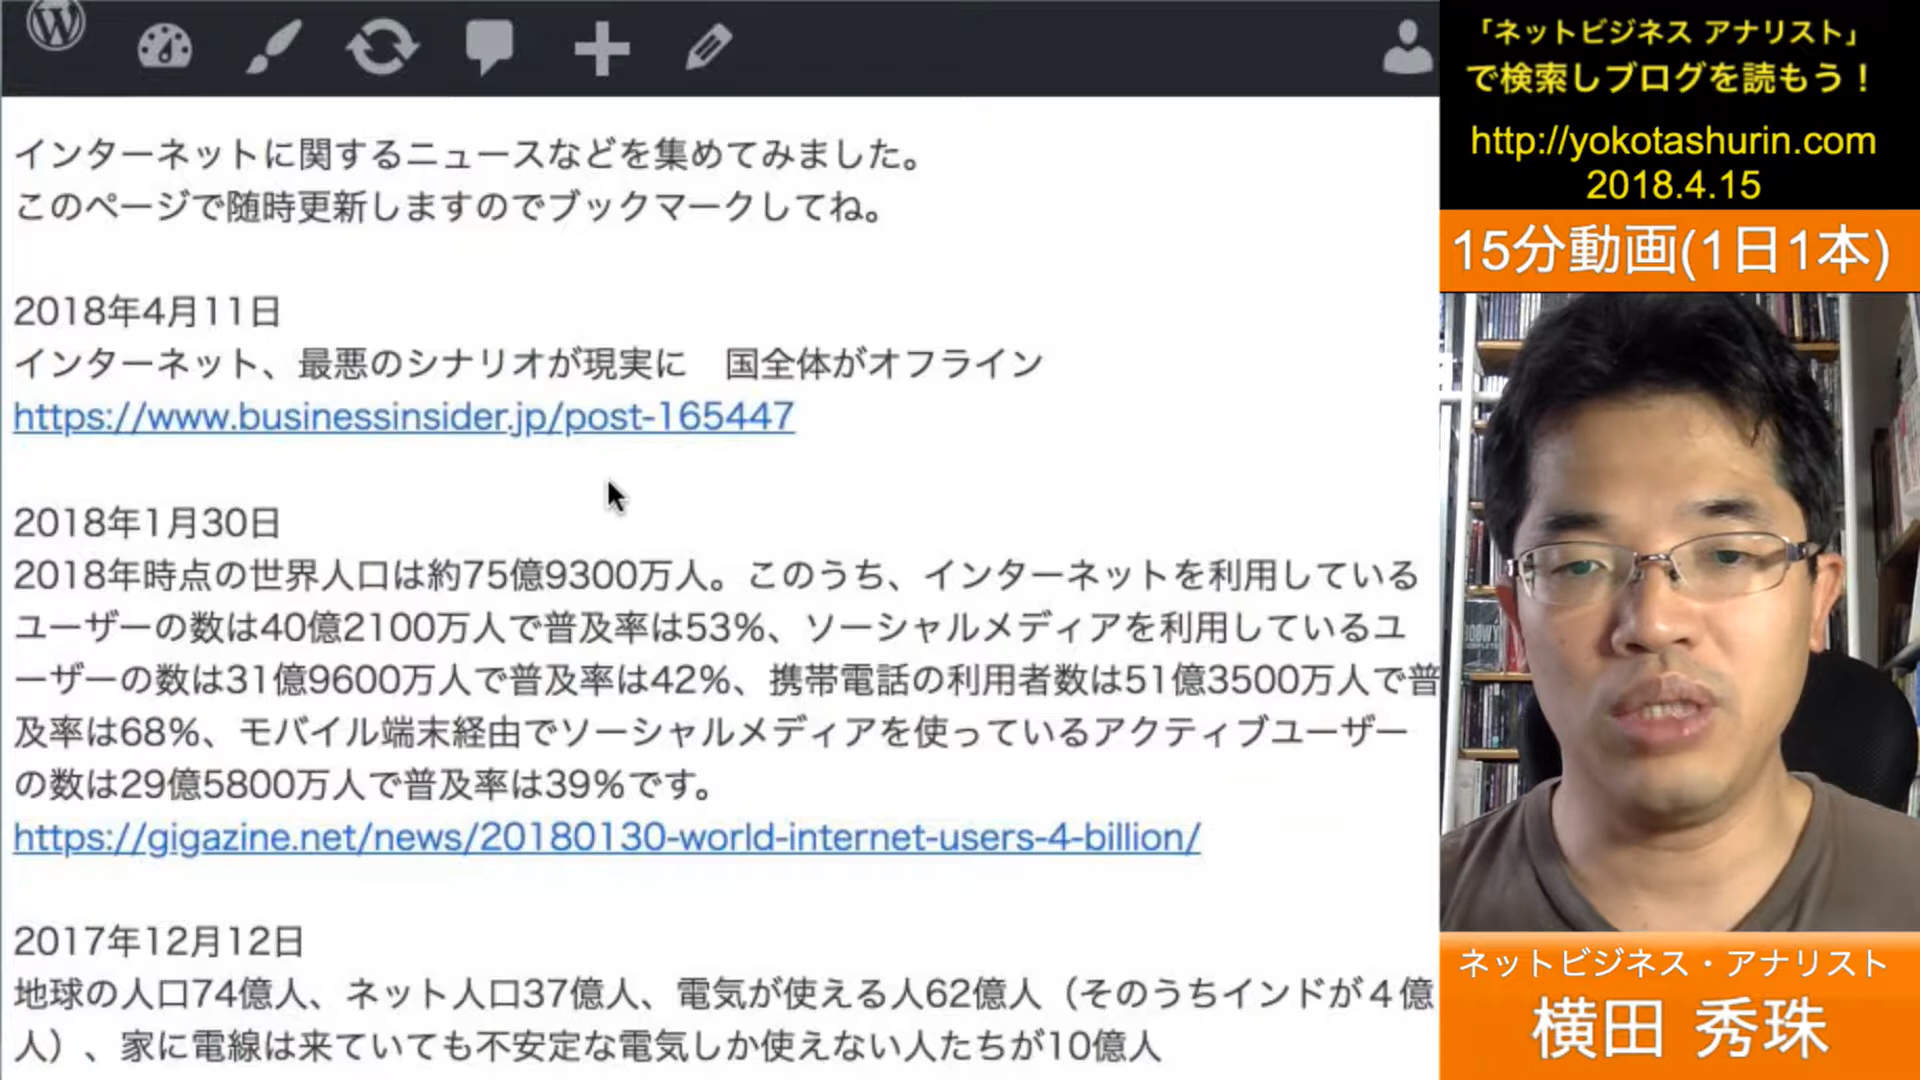 インターネットに関するニュースなどを集めてみました。
このページで随時更新しますのでブックマークしてね。
2018年4月11日
インターネット、最悪のシナリオが現実に　国全体がオフライン
https://www.businessinsider.jp/post-165447
2018年1月30日
2018年時点の世界人口は約75億9300万人。このうち、インターネットを利用している
ユーザーの数は40億2100万人で普及率は53%、ソーシャルメディアを利用しているユ
ーザーの数は31億9600万人で普及率は42%、携帯電話の利用者数は51億3500万人で普
及率は68%、モバイル端末経由でソーシャルメディアを使っているアクティブユーザー
の数は29億5800万人で普及率は39%です。
https://gigazine.net/news/20180130-world-internet-users-4-billion/
2017年12月12日
地球の人口74億人、ネット人口37億人、電気が使える人62億人（そのうちインドが４億
人）、家に電線は来ていても不安定な電気しか使えない人たちが10億人
「ネットビジネス アナリスト」
で検索しブログを読もう！
http://yokotashurin.com
2018.4.15
15分動画(1日1本)
BOOWY
COMPLETE
ネットビジネス・アナリスト
横田 秀珠